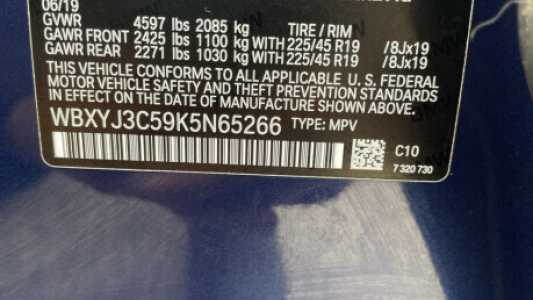 06/19
GVWR 4597 lbs 2085 kg TIRE / RIM
GAWR FRONT 2425 lbs 1100 kg WITH 225/45 R19 /8Jx19
GAWR REAR 2271 lbs 1030 kg WITH 225/45 R19 /8Jx19
THIS VEHICLE CONFORMS TO ALL APPLICABLE U. S. FEDERAL
MOTOR VEHICLE SAFETY AND THEFT PREVENTION STANDARDS
IN EFFECT ON THE DATE OF MANUFACTURE SHOWN ABOVE.
WBXYJ3C59K5N65266 TYPE: MPV
C10
7 320 730